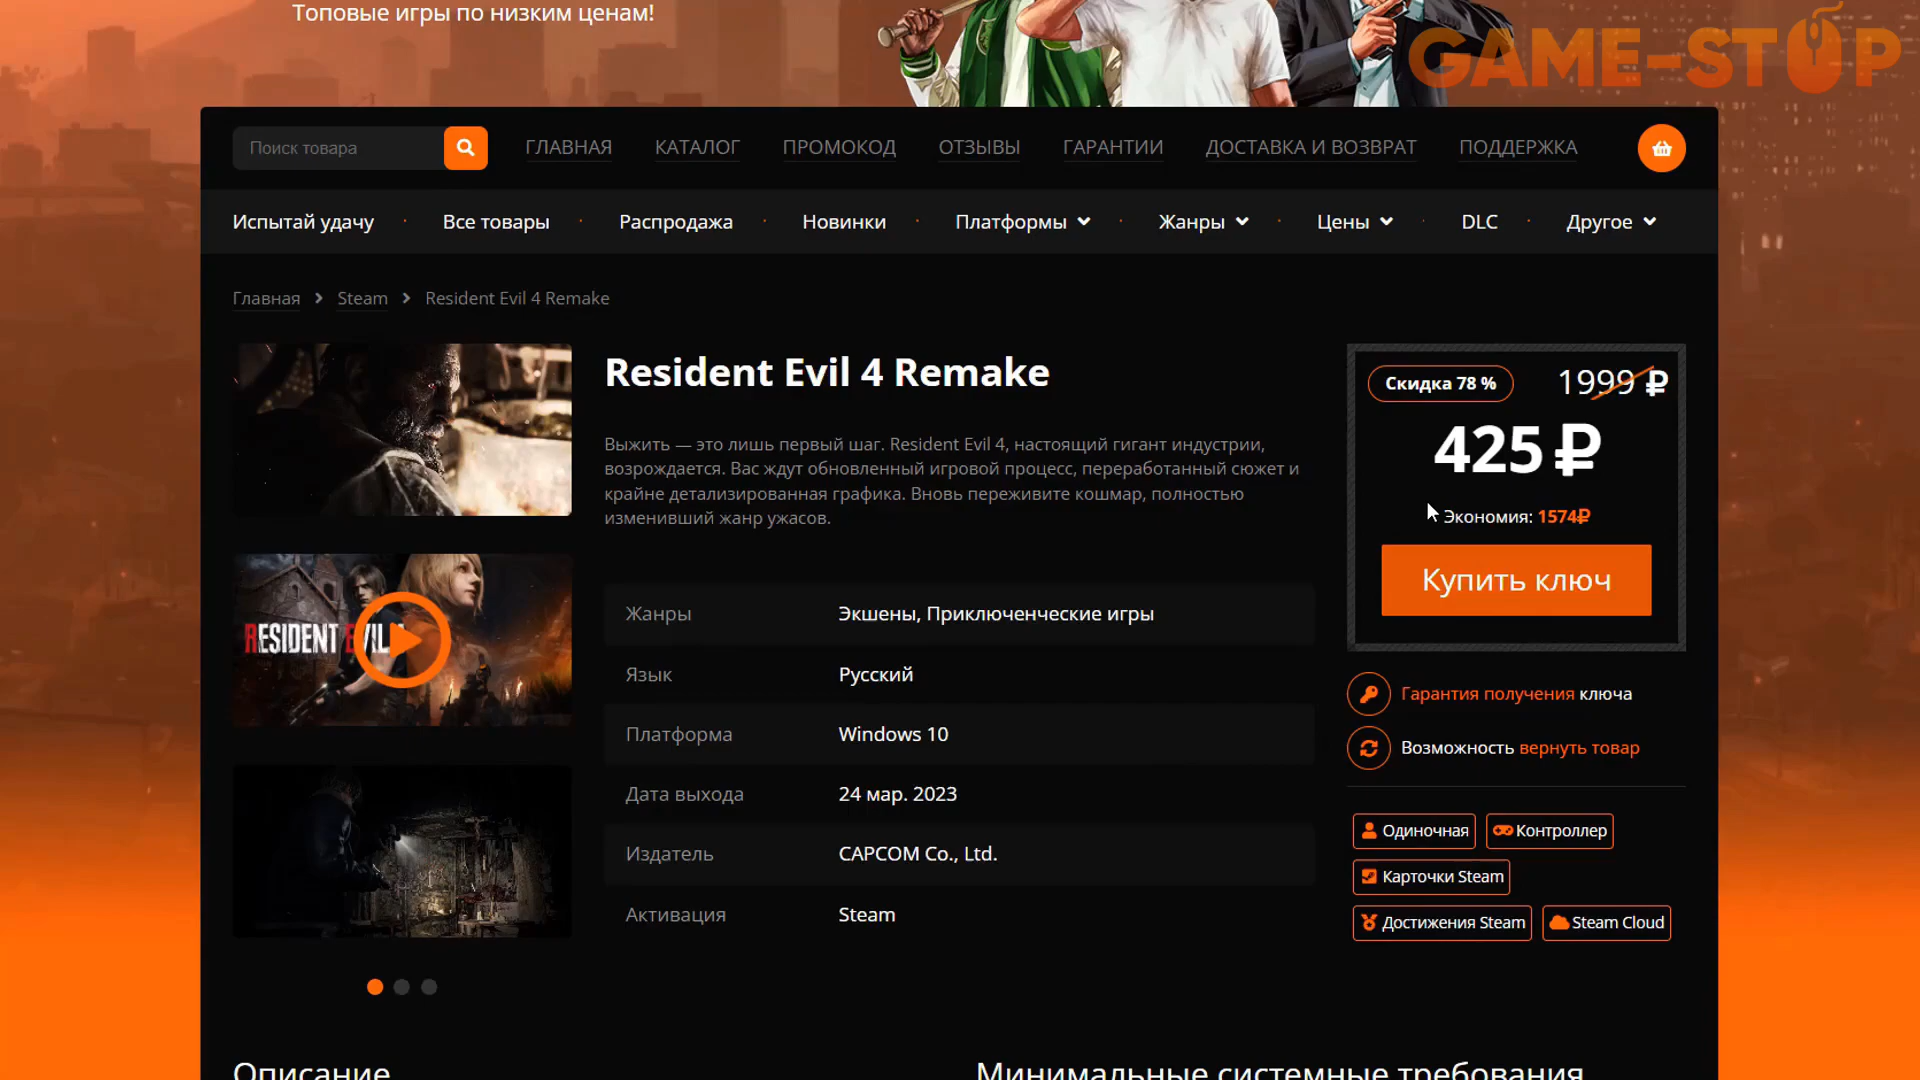 Топовые игры по низким ценам!
GAME-STOP
Поиск товара
ГЛАВНАЯ КАТАЛОГ ПРОМОКОД ОТЗЫВЫ ГАРАНТИИ ДОСТАВКА И ВОЗВРАТ ПОДДЕРЖКА
Испытай удачу · Все товары · Распродажа · Новинки · Платформы · Жанры · Цены · DLC · Другое
Главная > Steam > Resident Evil 4 Remake
Resident Evil 4 Remake
Выжить — это лишь первый шаг. Resident Evil 4, настоящий гигант индустрии,
возрождается. Вас ждут обновленный игровой процесс, переработанный сюжет и
крайне детализированная графика. Вновь переживите кошмар, полностью
изменивший жанр ужасов.
RESIDENT EVIL
Жанры Экшены, Приключенческие игры
Язык Русский
Платформа Windows 10
Дата выхода 24 мар. 2023
Издатель CAPCOM Co., Ltd.
Активация Steam
Скидка 78 % 1999 ₽
425 ₽
Экономия: 1574₽
Купить ключ
Гарантия получения ключа
Возможность вернуть товар
Одиночная Контроллер
Карточки Steam
Достижения Steam Steam Cloud
Описание
Минимальные системные требования